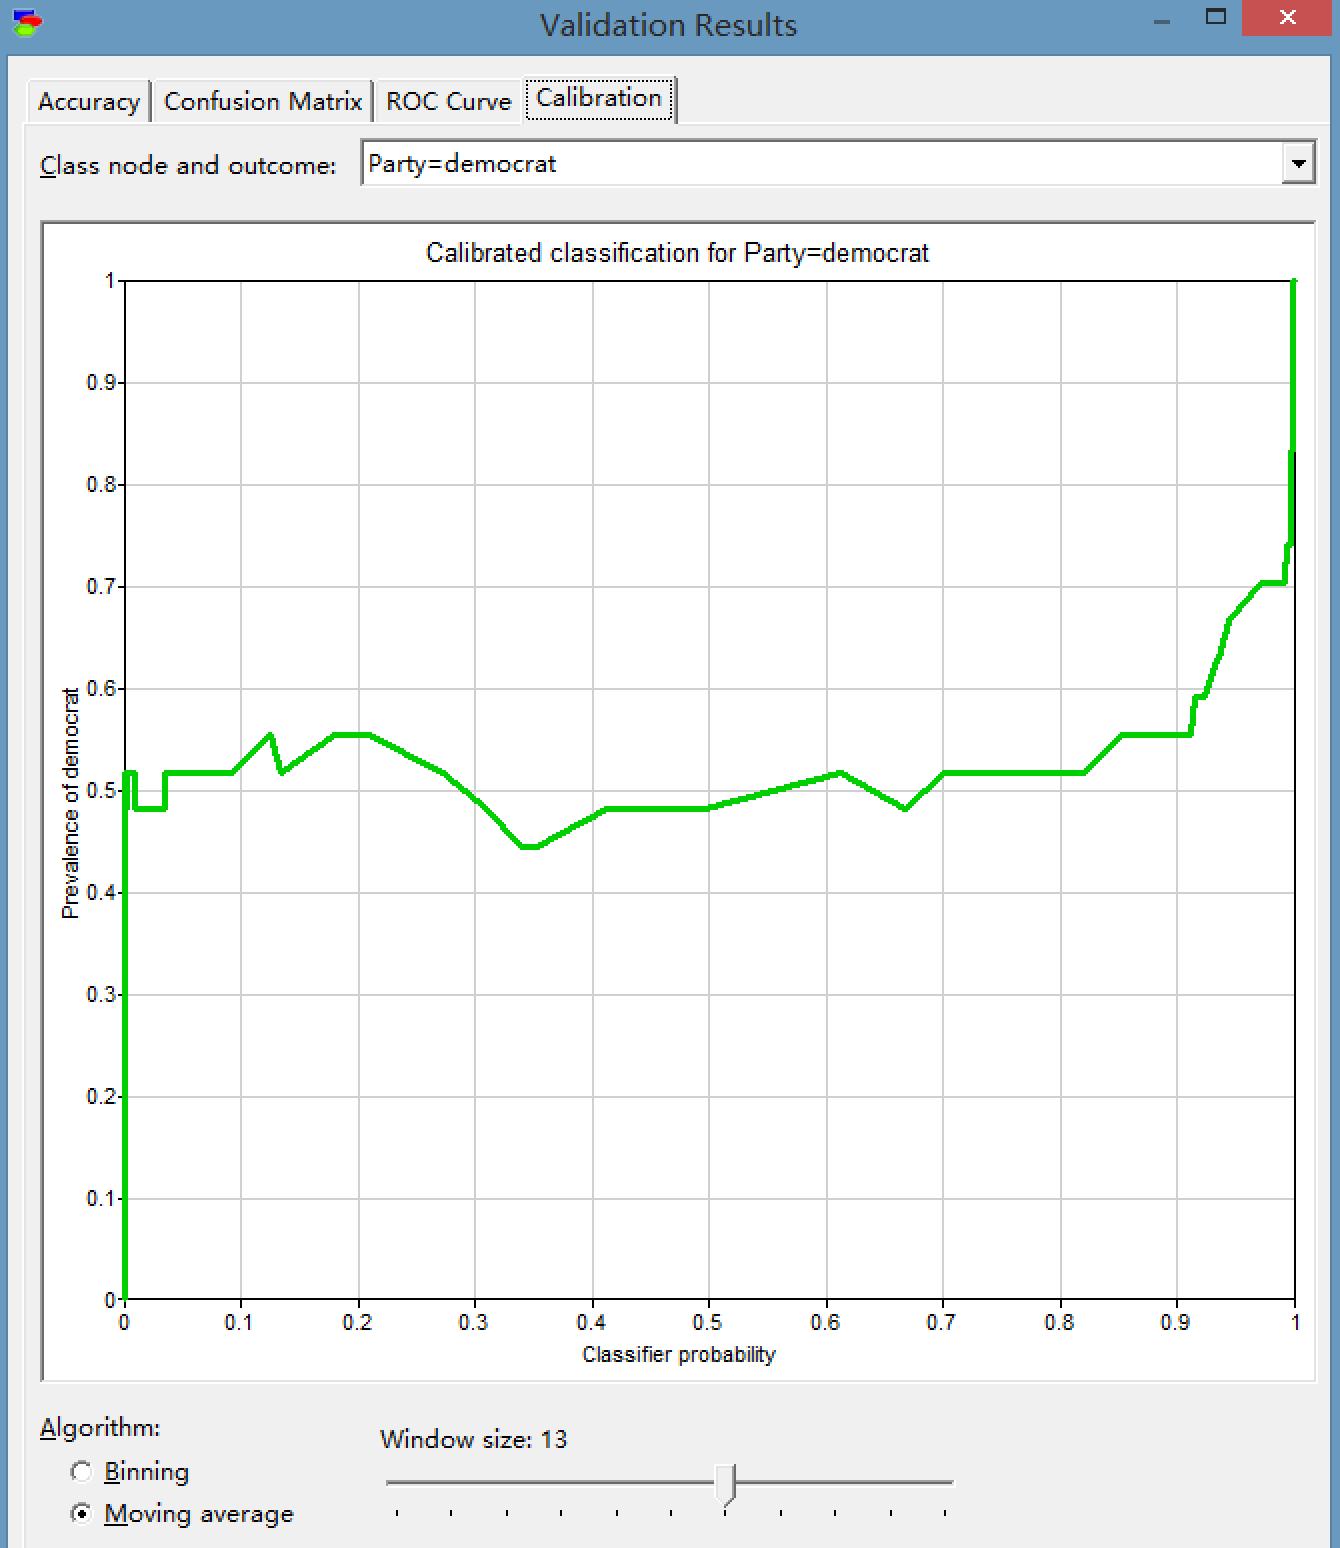 Validation Results
Accuracy Confusion Matrix ROC Curve Calibration
Class node and outcome: Party=democrat
Calibrated classification for Party=democrat
1
0.9
0.8
0.7
0.6
0.5
0.4
0.3
0.2
0.1
0
Prevalence of democrat
0 0.1 0.2 0.3 0.4 0.5 0.6 0.7 0.8 0.9 1
Classifier probability
Algorithm:
Window size: 13
Binning
Moving average